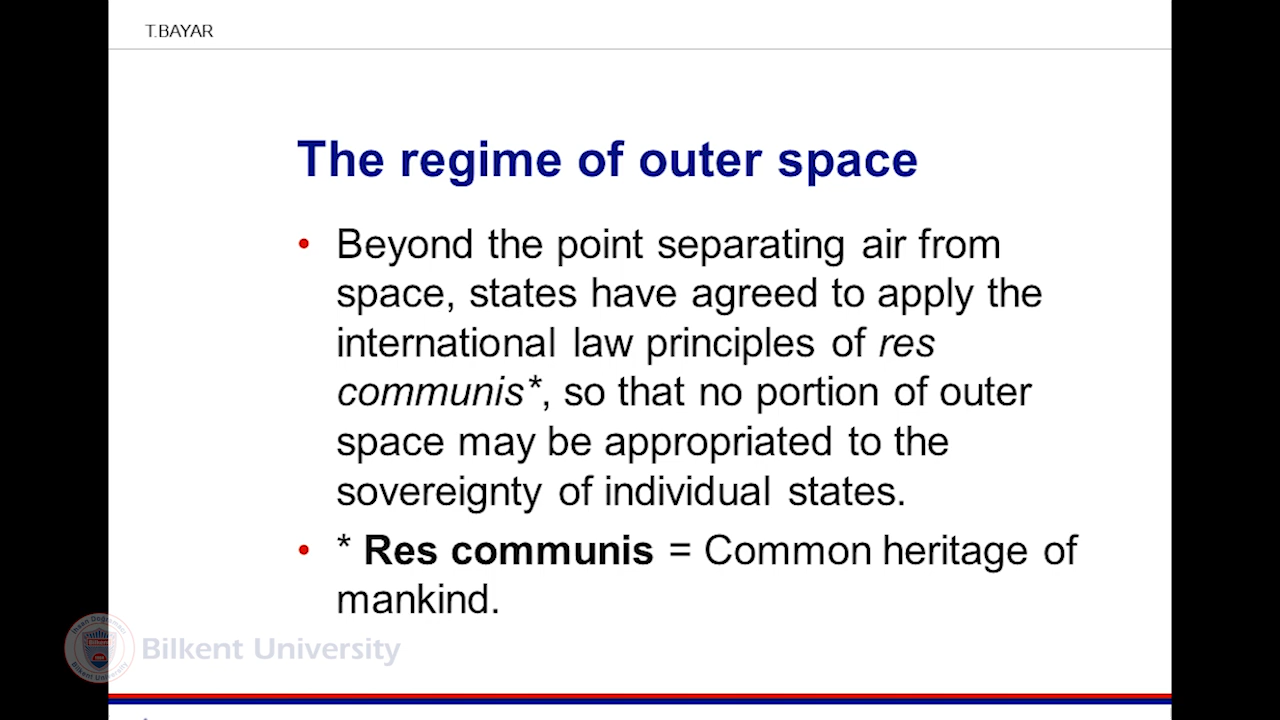 T.BAYAR
The regime of outer space
• Beyond the point separating air from
space, states have agreed to apply the
international law principles of res
communis*, so that no portion of outer
space may be appropriated to the
sovereignty of individual states.
• * Res communis = Common heritage of
mankind.
Bilkent University